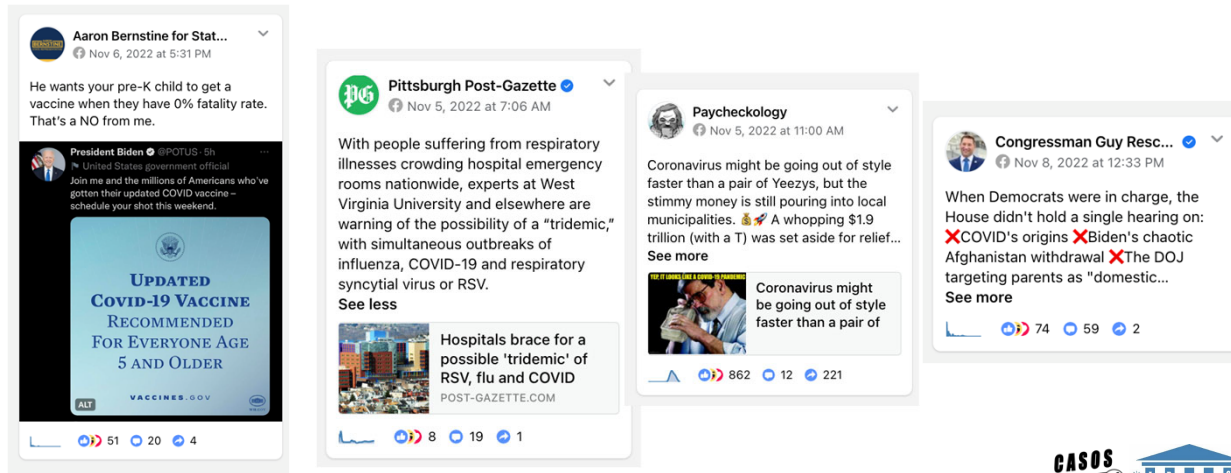 Aaron Bernstine for Stat...
Nov 6, 2022 at 5:31 PM
He wants your pre-K child to get a
vaccine when they have 0% fatality rate.
That's a NO from me.
President Biden @POTUS · 5h
United States government official
Join me and the millions of Americans who've
gotten their updated COVID vaccine –
schedule your shot this weekend.
UPDATED
COVID-19 VACCINE
RECOMMENDED
FOR EVERYONE AGE
5 AND OLDER
VACCINES.GOV
ALT
51 20 4
PG
Pittsburgh Post-Gazette
Nov 5, 2022 at 7:06 AM
With people suffering from respiratory
illnesses crowding hospital emergency
rooms nationwide, experts at West
Virginia University and elsewhere are
warning of the possibility of a “tridemic,”
with simultaneous outbreaks of
influenza, COVID-19 and respiratory
syncytial virus or RSV.
See less
Hospitals brace for a
possible 'tridemic' of
RSV, flu and COVID
POST-GAZETTE.COM
8 19 1
Paycheckology
Nov 5, 2022 at 11:00 AM
Coronavirus might be going out of style
faster than a pair of Yeezys, but the
stimmy money is still pouring into local
municipalities. 💰🚀 A whopping $1.9
trillion (with a T) was set aside for relief...
See more
YEP, IT LOOKS LIKE A COVID-19 PANDEMIC
Coronavirus might
be going out of style
faster than a pair of
862 12 221
Congressman Guy Resc...
Nov 8, 2022 at 12:33 PM
When Democrats were in charge, the
House didn't hold a single hearing on:
❌COVID's origins ❌Biden's chaotic
Afghanistan withdrawal ❌The DOJ
targeting parents as "domestic...
See more
74 59 2
CASOS